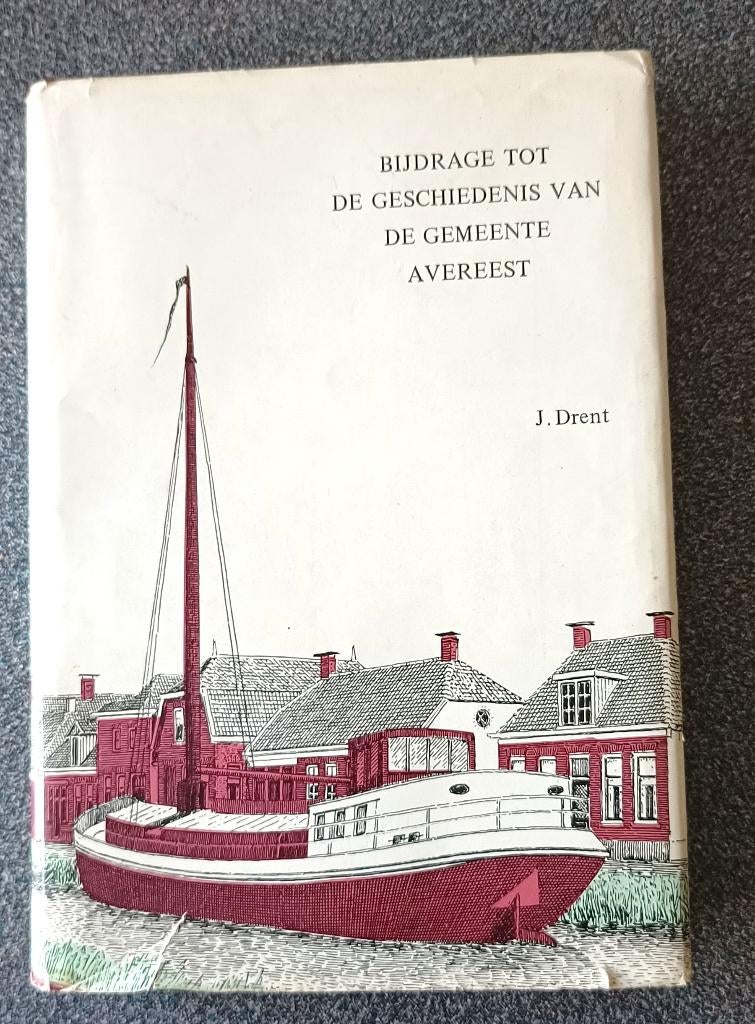 BIJDRAGE TOT
DE GESCHIEDENIS VAN
DE GEMEENTE
AVEREEST
J. Drent